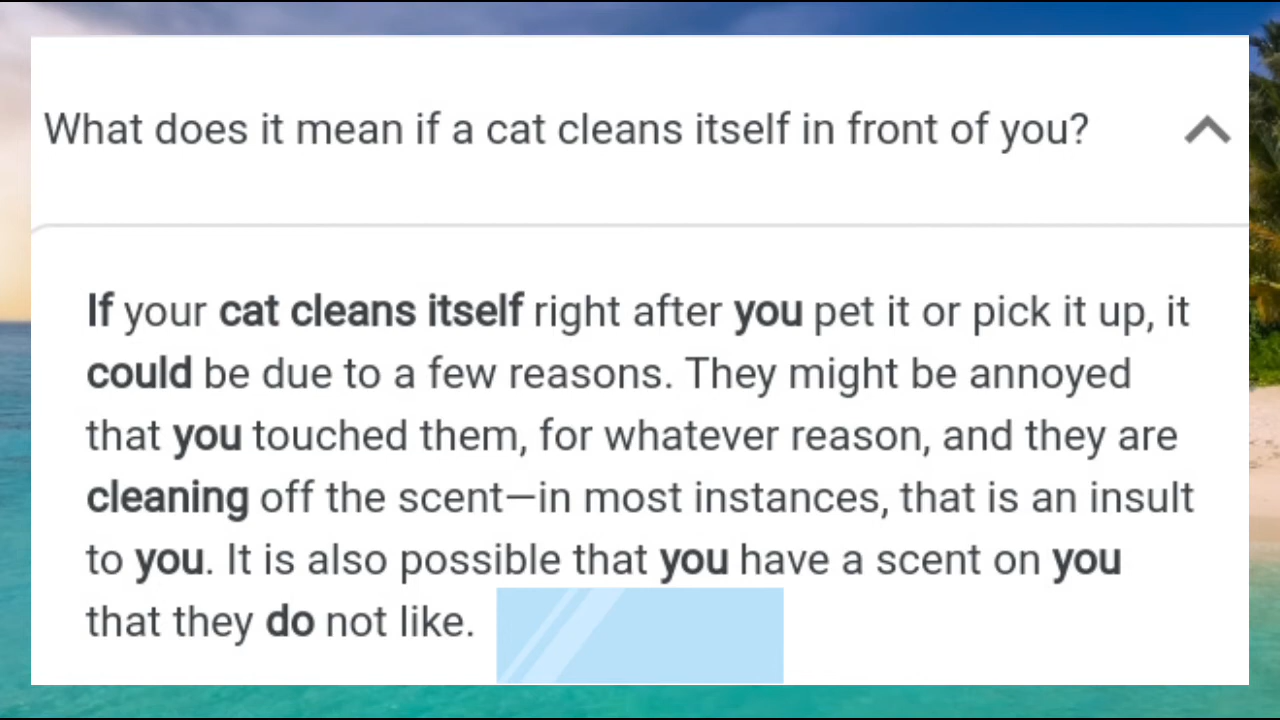 What does it mean if a cat cleans itself in front of you?
If your cat cleans itself right after you pet it or pick it up, it
could be due to a few reasons. They might be annoyed
that you touched them, for whatever reason, and they are
cleaning off the scent—in most instances, that is an insult
to you. It is also possible that you have a scent on you
that they do not like.